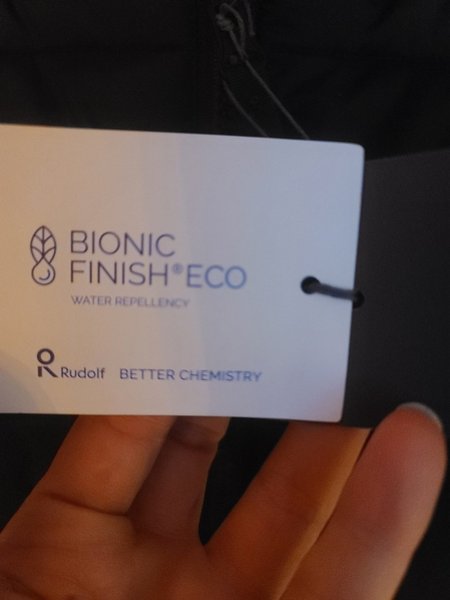 BIONIC
FINISH®ECO
WATER REPELLENCY
Rudolf BETTER CHEMISTRY